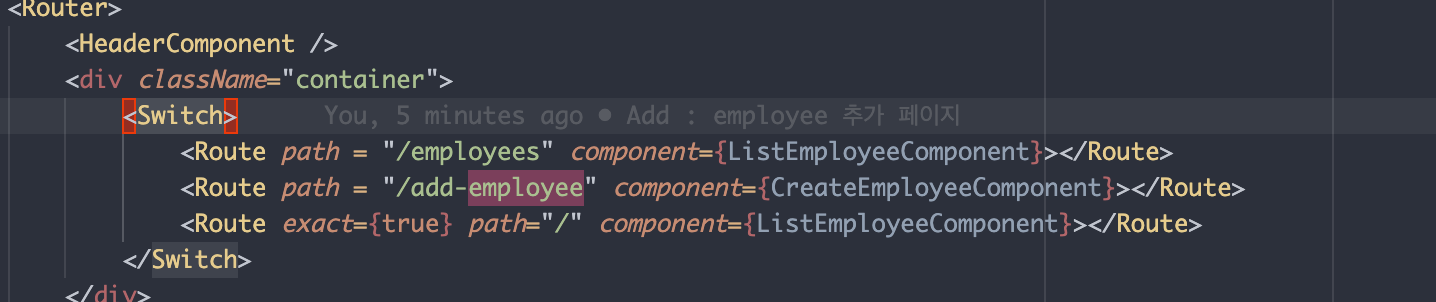 <Router>
<HeaderComponent />
<div className="container">
<Switch> You, 5 minutes ago • Add : employee 추가 페이지
<Route path = "/employees" component={ListEmployeeComponent}></Route>
<Route path = "/add-employee" component={CreateEmployeeComponent}></Route>
<Route exact={true} path="/" component={ListEmployeeComponent}></Route>
</Switch>
</div>